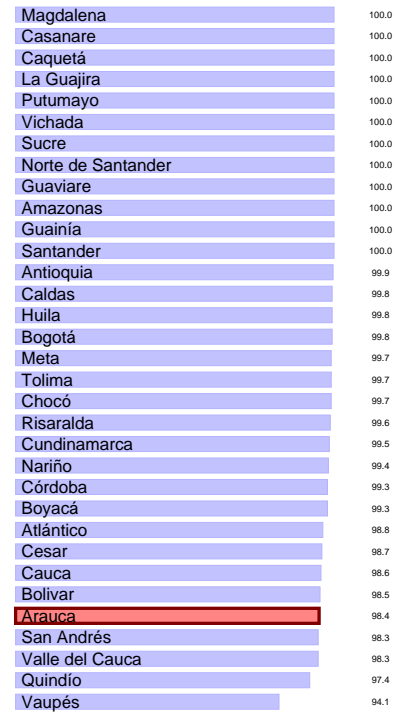 Magdalena 100.0
Casanare 100.0
Caquetá 100.0
La Guajira 100.0
Putumayo 100.0
Vichada 100.0
Sucre 100.0
Norte de Santander 100.0
Guaviare 100.0
Amazonas 100.0
Guainía 100.0
Santander 100.0
Antioquia 99.9
Caldas 99.8
Huila 99.8
Bogotá 99.8
Meta 99.7
Tolima 99.7
Chocó 99.7
Risaralda 99.6
Cundinamarca 99.5
Nariño 99.4
Córdoba 99.3
Boyacá 99.3
Atlántico 98.8
Cesar 98.7
Cauca 98.6
Bolivar 98.5
Arauca 98.4
San Andrés 98.3
Valle del Cauca 98.3
Quindío 97.4
Vaupés 94.1